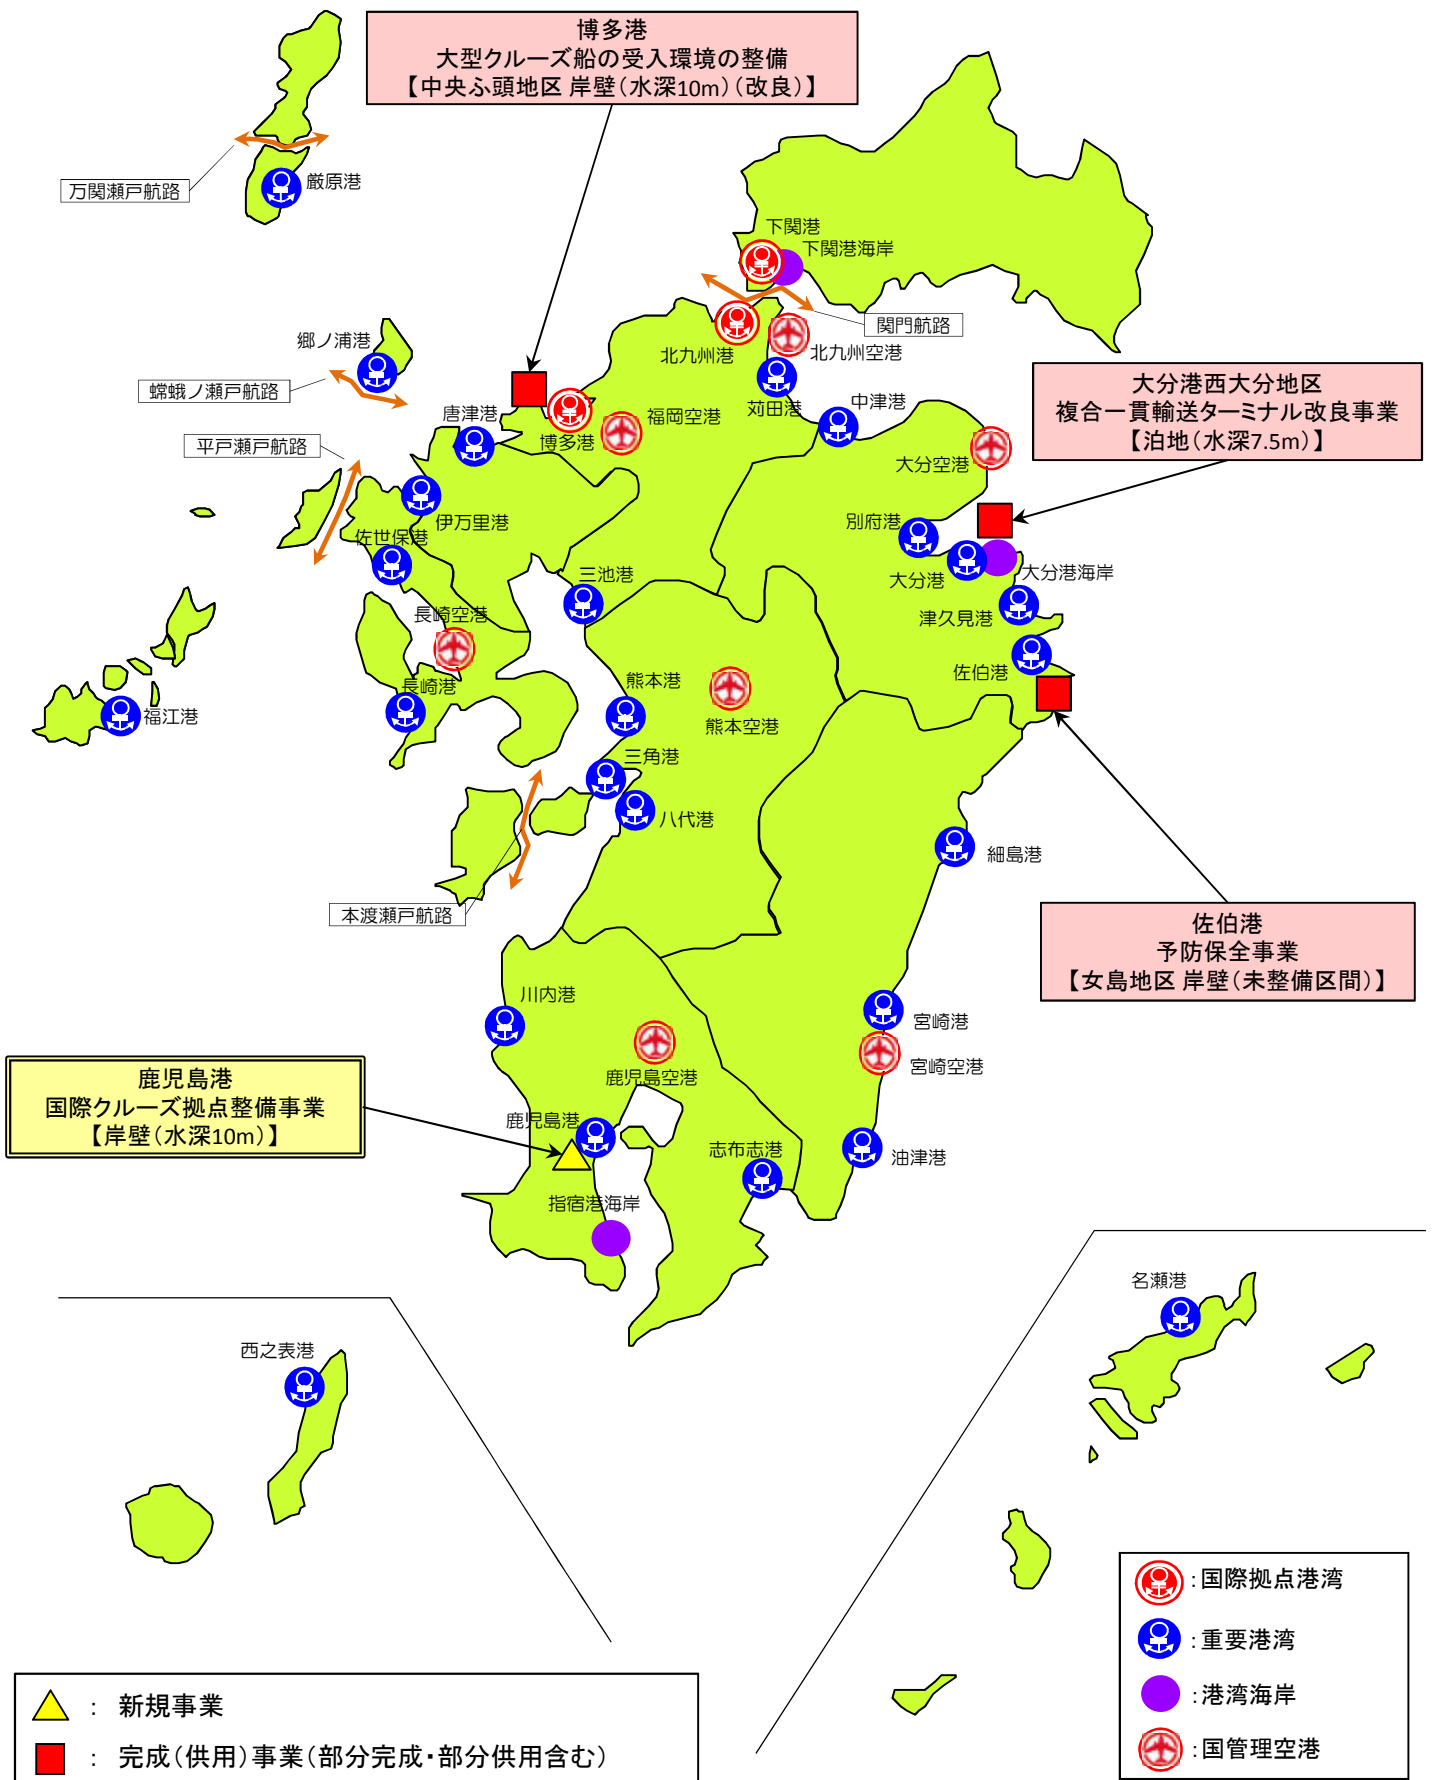 博多港
大型クルーズ船の受入環境の整備
【中央ふ頭地区 岸壁（水深10m）（改良）】
万関瀬戸航路
厳原港
下関港
下関港海岸
関門航路
郷ノ浦港
北九州港
北九州空港
蟐蛾ノ瀬戸航路
苅田港
大分港西大分地区
複合一貫輸送ターミナル改良事業
【泊地（水深7.5m）】
唐津港
博多港
福岡空港
中津港
平戸瀬戸航路
大分空港
伊万里港
佐世保港
別府港
三池港
大分港
大分港海岸
長崎空港
津久見港
佐伯港
長崎港
熊本港
福江港
熊本空港
三角港
八代港
細島港
本渡瀬戸航路
佐伯港
予防保全事業
【女島地区 岸壁（未整備区間）】
川内港
宮崎港
宮崎空港
鹿児島空港
鹿児島港
国際クルーズ拠点整備事業
【岸壁（水深10m）】
鹿児島港
志布志港
油津港
指宿港海岸
名瀬港
西之表港
：国際拠点港湾
：重要港湾
：港湾海岸
：国管理空港
： 新規事業
： 完成（供用）事業（部分完成・部分供用含む）